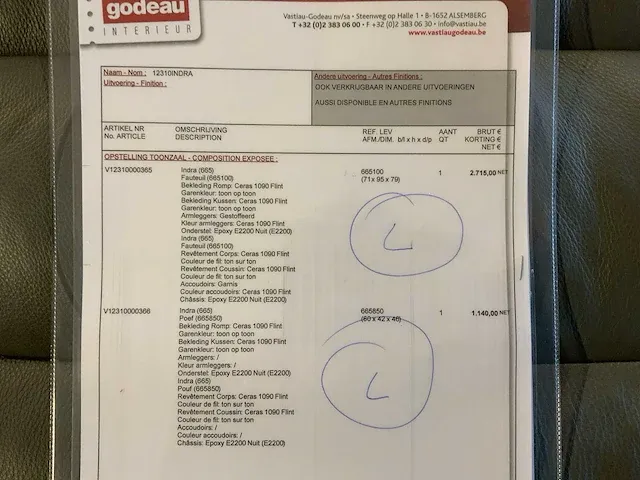 godeau
INTERIEUR
Vastiau-Godeau nv/sa • Steenweg op Halle 1 • B-1652 ALSEMBERG
T +32 (0)2 383 06 00 • F +32 (0)2 383 06 30 • info@vastiau.be
www.vastiaugodeau.be
Naam - Nom : 12310INDRA
Uitvoering - Finition :
Andere uitvoering - Autres Finitions :
OOK VERKRIJGBAAR IN ANDERE UITVOERINGEN
AUSSI DISPONIBLE EN AUTRES FINITIONS
ARTIKEL NR OMSCHRIJVING REF. LEV AANT BRUT €
No. ARTICLE DESCRIPTION AFM./DIM. b/l x h x d/p QT KORTING €
NET €
OPSTELLING TOONZAAL - COMPOSITION EXPOSEE :
V12310000365 Indra (665) 665100 1 2.715,00 NET
Fauteuil (665100) (71x 95 x 79)
Bekleding Romp: Ceras 1090 Flint
Garenkleur: toon op toon
Bekleding Kussen: Ceras 1090 Flint
Garenkleur: toon op toon
Armleggers: Gestoffeerd
Kleur armleggers: Ceras 1090 Flint
Onderstel: Epoxy E2200 Nuit (E2200)
Indra (665)
Fauteuil (665100)
Revêtement Corps: Ceras 1090 Flint
Couleur de fil: ton sur ton
Revêtement Coussin: Ceras 1090 Flint
Couleur de fil: ton sur ton
Accoudoirs: Garnis
Couleur accoudoirs: Ceras 1090 Flint
Châssis: Epoxy E2200 Nuit (E2200)
L
V12310000366 Indra (665) 665850 1 1.140,00 NET
Poef (665850) (60 x 42 x 46)
Bekleding Romp: Ceras 1090 Flint
Garenkleur: toon op toon
Bekleding Kussen: Ceras 1090 Flint
Garenkleur: toon op toon
Armleggers: /
Kleur armleggers: /
Onderstel: Epoxy E2200 Nuit (E2200)
Indra (665)
Pouf (665850)
Revêtement Corps: Ceras 1090 Flint
Couleur de fil: ton sur ton
Revêtement Coussin: Ceras 1090 Flint
Couleur de fil: ton sur ton
Accoudoirs: /
Couleur accoudoirs: /
Châssis: Epoxy E2200 Nuit (E2200)
L